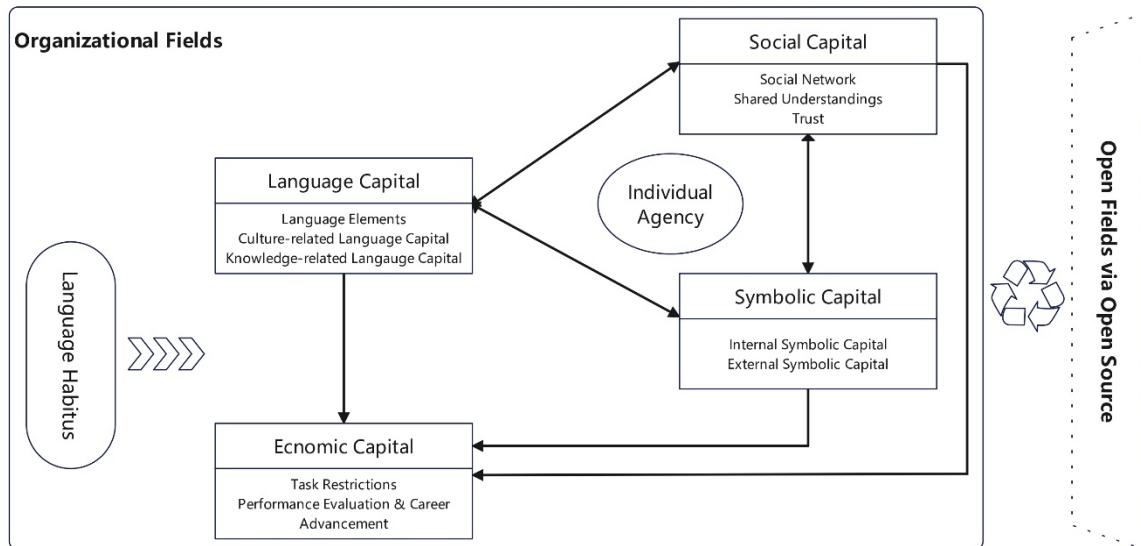 Organizational Fields
Social Capital
Social Network
Shared Understandings
Trust
Language Capital
Language Elements
Culture-related Language Capital
Knowledge-related Langauge Capital
Individual
Agency
Language Habitus
Symbolic Capital
Internal Symbolic Capital
External Symbolic Capital
Ecnomic Capital
Task Restrictions
Performance Evaluation & Career
Advancement
Open Fields via Open Source